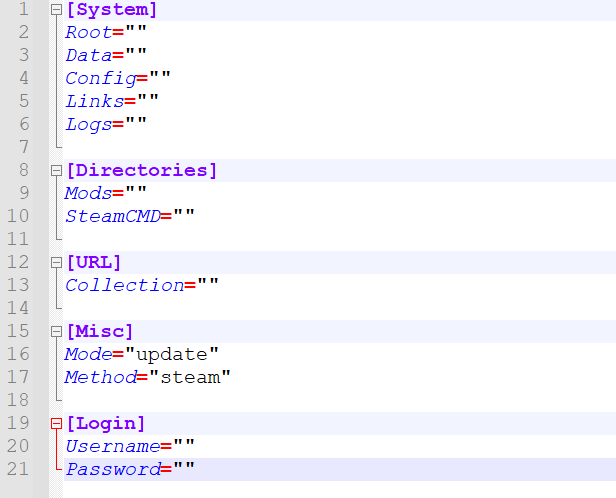 1 [System]
2 Root=""
3 Data=""
4 Config=""
5 Links=""
6 Logs=""
7
8 [Directories]
9 Mods=""
10 SteamCMD=""
11
12 [URL]
13 Collection=""
14
15 [Misc]
16 Mode="update"
17 Method="steam"
18
19 [Login]
20 Username=""
21 Password=""